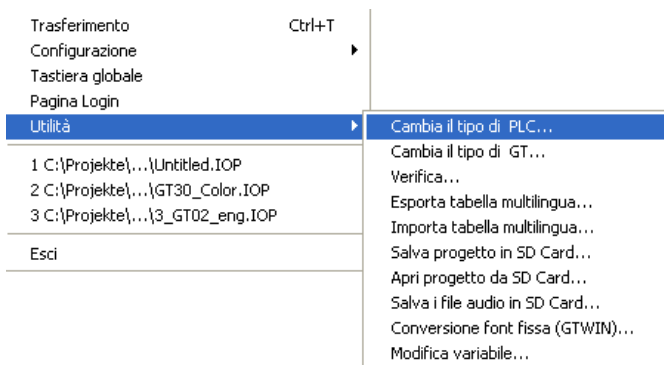 Trasferimento Ctrl+T
Configurazione
Tastiera globale
Pagina Login
Utilità
1 C:\Projekte\...\Untitled.IOP
2 C:\Projekte\...\GT30_Color.IOP
3 C:\Projekte\...\3_GT02_eng.IOP
Esci
Cambia il tipo di PLC...
Cambia il tipo di GT...
Verifica...
Esporta tabella multilingua...
Importa tabella multilingua...
Salva progetto in SD Card...
Apri progetto da SD Card...
Salva i file audio in SD Card...
Conversione font fissa (GTWIN)...
Modifica variabile...